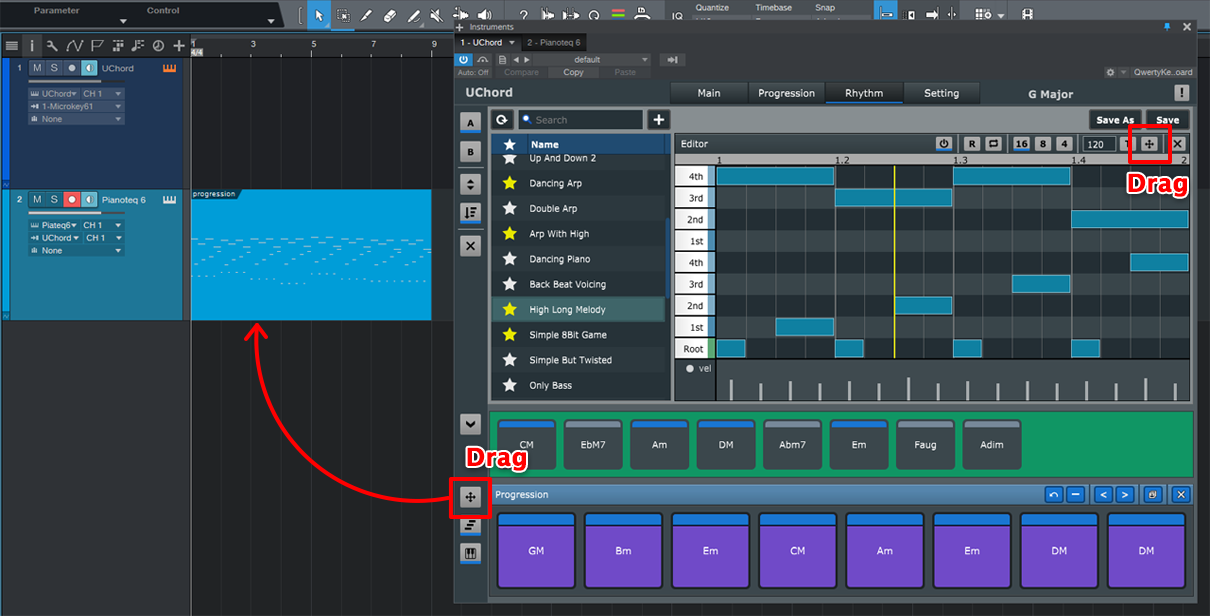 Parameter
Control
Quantize
Timebase
Snap
IQ
Instruments
1 - UChord
2 - Pianoteq 6
default
Auto: Off
Compare
Copy
Paste
QwertyKe...oard
1
3
5
7
9
4/4
1 M S UChord
UChord CH 1
1-Microkey61
None
2 M S Pianoteq 6
Piateq6 CH 1
UChord CH 1
None
progression
UChord
Main
Progression
Rhythm
Setting
G Major
!
A
B
Search
Save As
Save
Name
Up And Down 2
Dancing Arp
Double Arp
Arp With High
Dancing Piano
Back Beat Voicing
High Long Melody
Simple 8Bit Game
Simple But Twisted
Only Bass
Editor
R
16
8
4
120
1.
1.2
1.3
1.4
2
Drag
4th
3rd
2nd
1st
4th
3rd
2nd
1st
Root
vel
CM
EbM7
Am
DM
Abm7
Em
Faug
Adim
Drag
Progression
GM
Bm
Em
CM
Am
Em
DM
DM